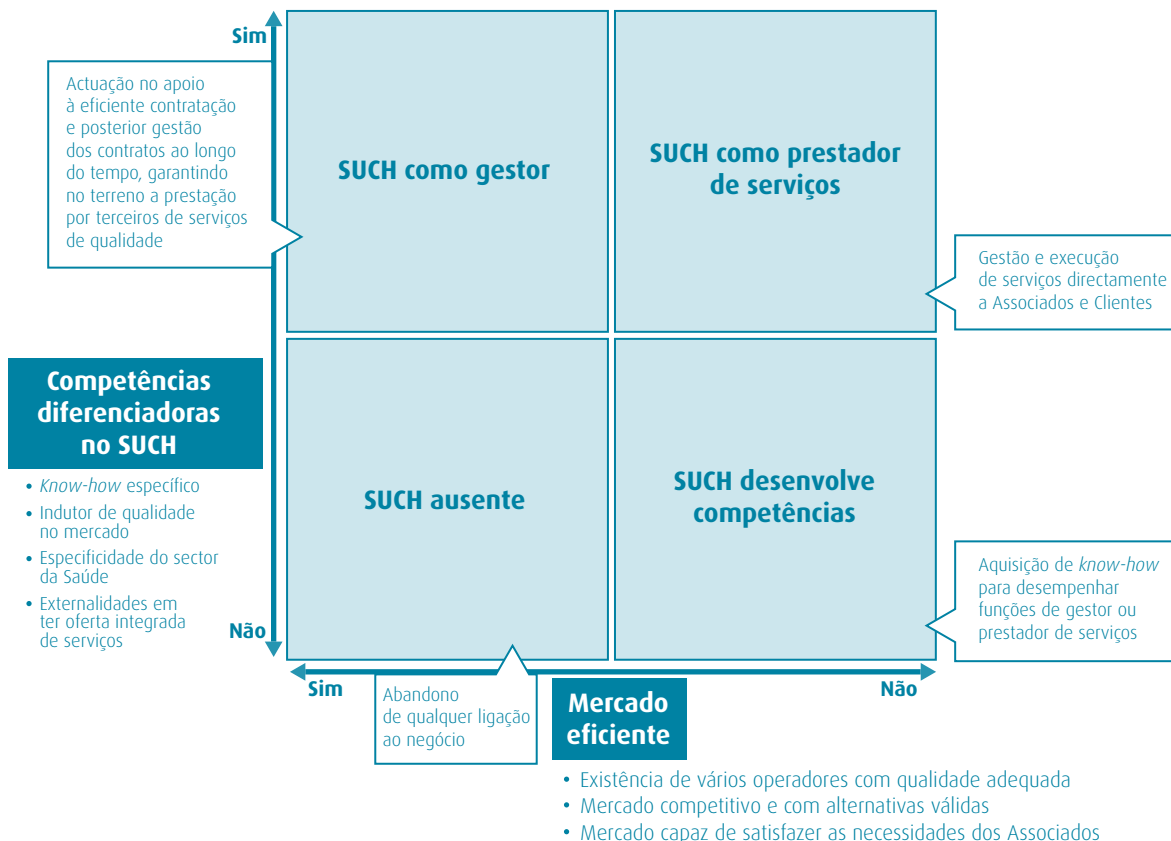 Sim
Actuação no apoio
à eficiente contratação
e posterior gestão
dos contratos ao longo
do tempo, garantindo
no terreno a prestação
por terceiros de serviços
de qualidade
SUCH como gestor
SUCH como prestador
de serviços
Gestão e execução
de serviços directamente
a Associados e Clientes
Competências
diferenciadoras
no SUCH
• Know-how específico
• Indutor de qualidade
no mercado
• Especificidade do sector
da Saúde
• Externalidades em
ter oferta integrada
de serviços
Não
SUCH ausente
SUCH desenvolve
competências
Aquisição de know-how
para desempenhar
funções de gestor ou
prestador de serviços
Sim
Não
Abandono
de qualquer ligação
ao negócio
Mercado
eficiente
• Existência de vários operadores com qualidade adequada
• Mercado competitivo e com alternativas válidas
• Mercado capaz de satisfazer as necessidades dos Associados